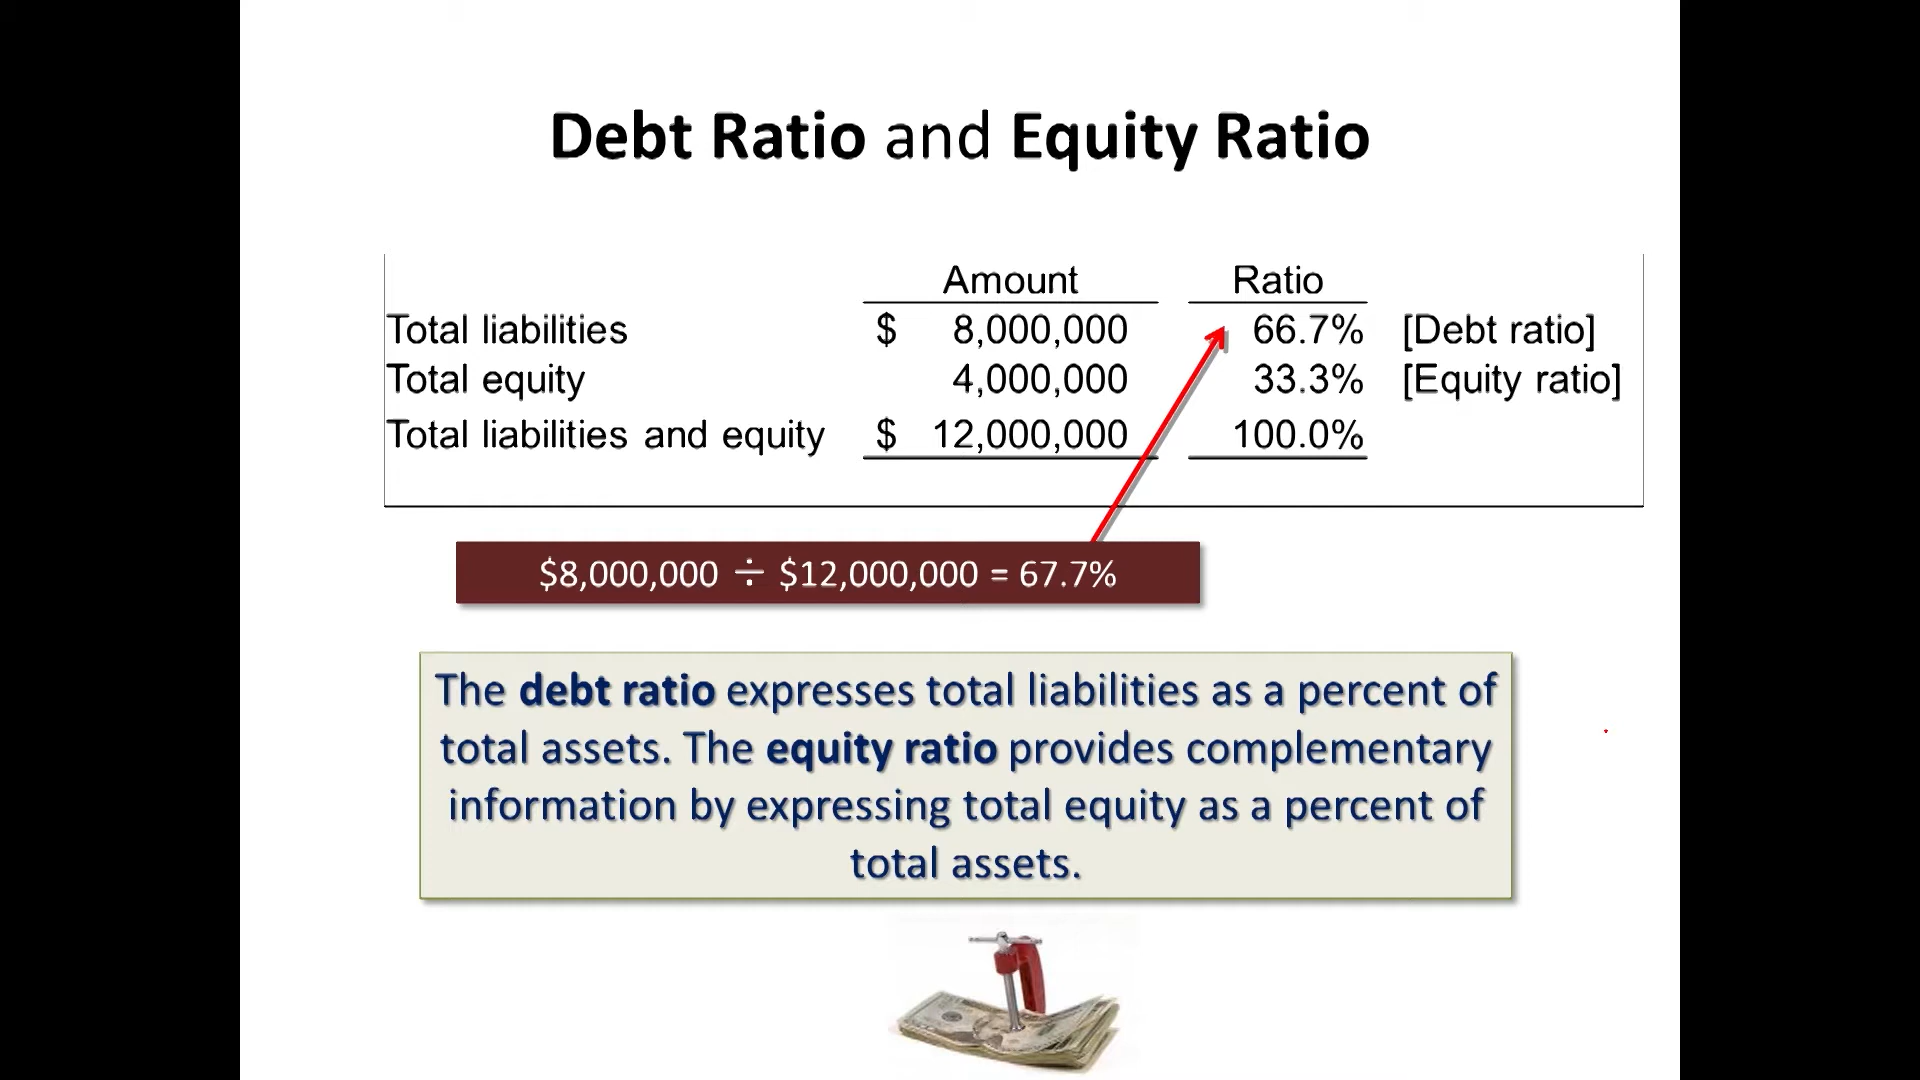 Debt Ratio and Equity Ratio
Amount Ratio
Total liabilities $ 8,000,000 66.7% [Debt ratio]
Total equity 4,000,000 33.3% [Equity ratio]
Total liabilities and equity $ 12,000,000 100.0%
$8,000,000 ÷ $12,000,000 = 67.7%
The debt ratio expresses total liabilities as a percent of
total assets. The equity ratio provides complementary
information by expressing total equity as a percent of
total assets.